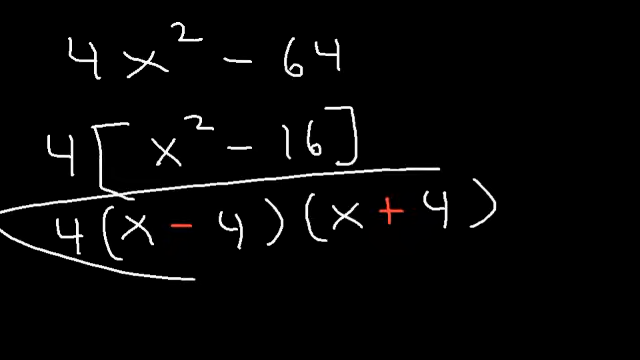 4x² - 64
4[x² - 16]
4(x - 4)(x + 4)